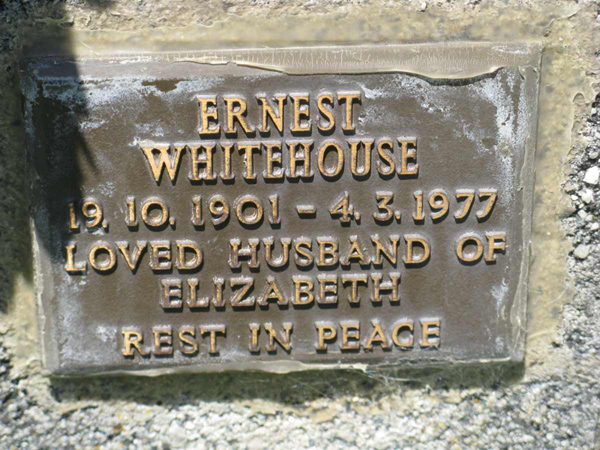 ERNEST
WHITEHOUSE
19. 10. 1901 - 4. 3. 1977
LOVED HUSBAND OF
ELIZABETH
REST IN PEACE